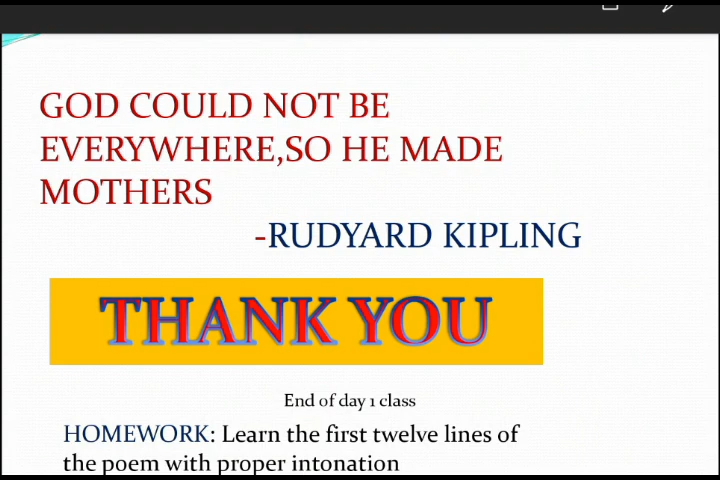 GOD COULD NOT BE
EVERYWHERE,SO HE MADE
MOTHERS
-RUDYARD KIPLING
THANK YOU
End of day 1 class
HOMEWORK: Learn the first twelve lines of
the poem with proper intonation